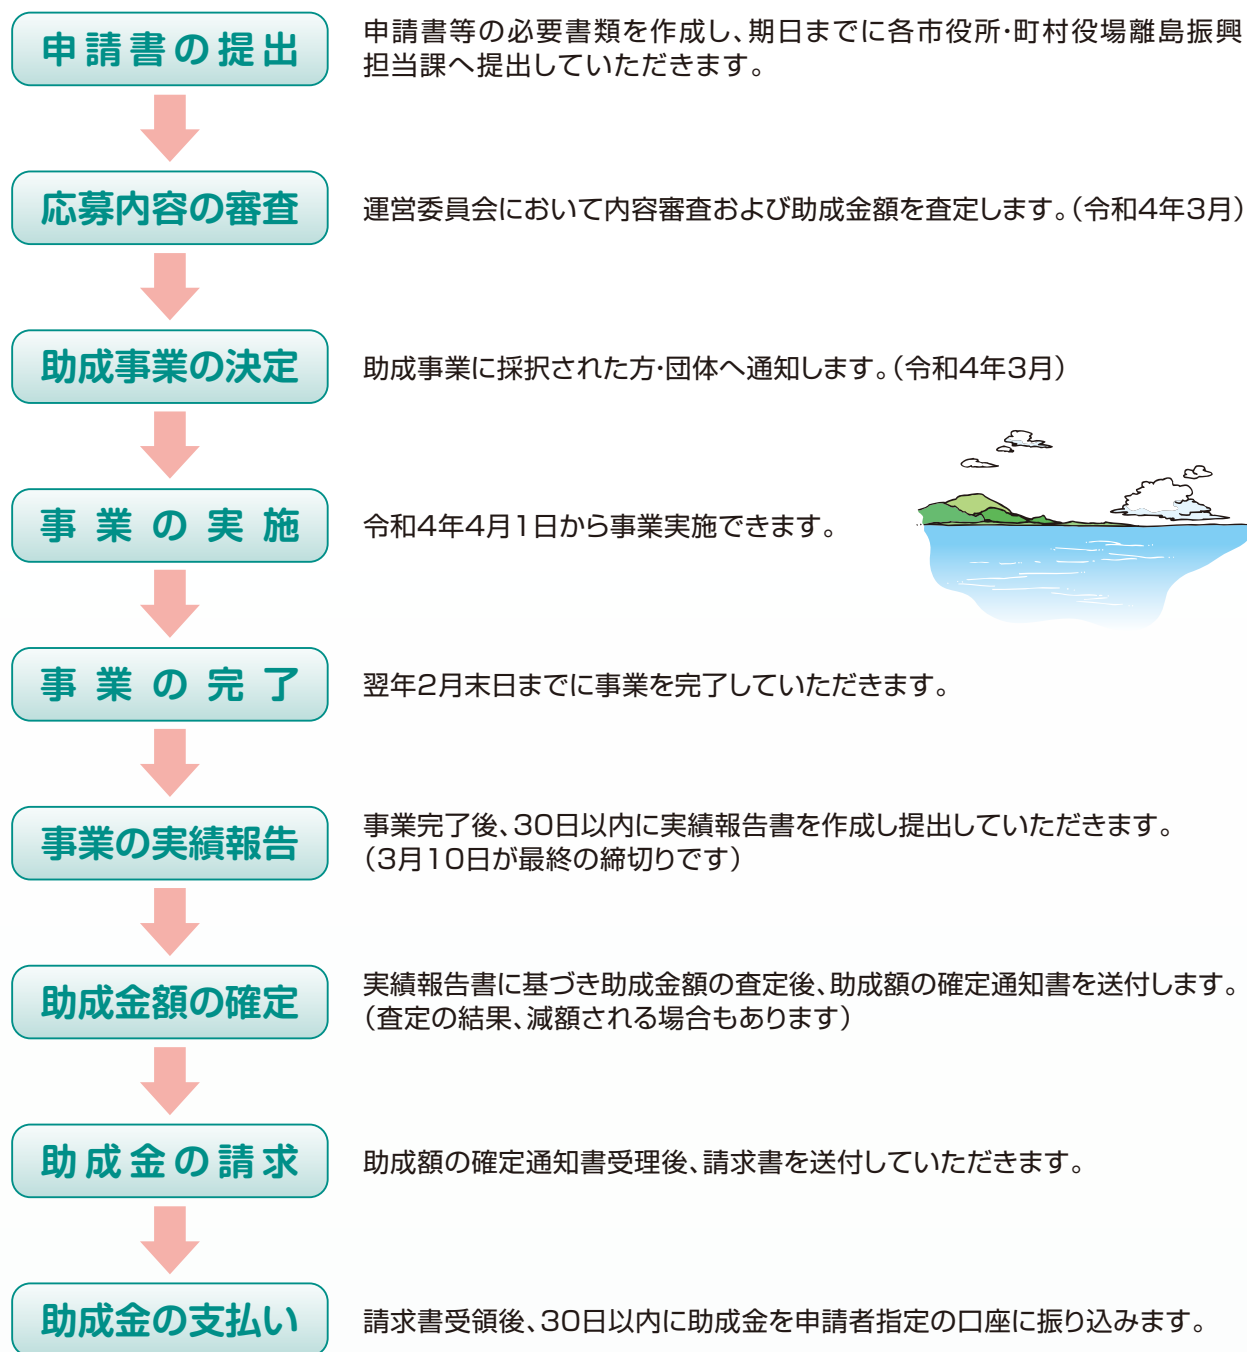 申請書の提出
申請書等の必要書類を作成し、期日までに各市役所・町村役場離島振興
担当課へ提出していただきます。
応募内容の審査
運営委員会において内容審査および助成金額を査定します。（令和4年3月）
助成事業の決定
助成事業に採択された方・団体へ通知します。（令和4年3月）
事業の実施
令和4年4月1日から事業実施できます。
事業の完了
翌年2月末日までに事業を完了していただきます。
事業の実績報告
事業完了後、30日以内に実績報告書を作成し提出していただきます。
（3月10日が最終の締切りです）
助成金額の確定
実績報告書に基づき助成金額の査定後、助成額の確定通知書を送付します。
（査定の結果、減額される場合もあります）
助成金の請求
助成額の確定通知書受理後、請求書を送付していただきます。
助成金の支払い
請求書受領後、30日以内に助成金を申請者指定の口座に振り込みます。